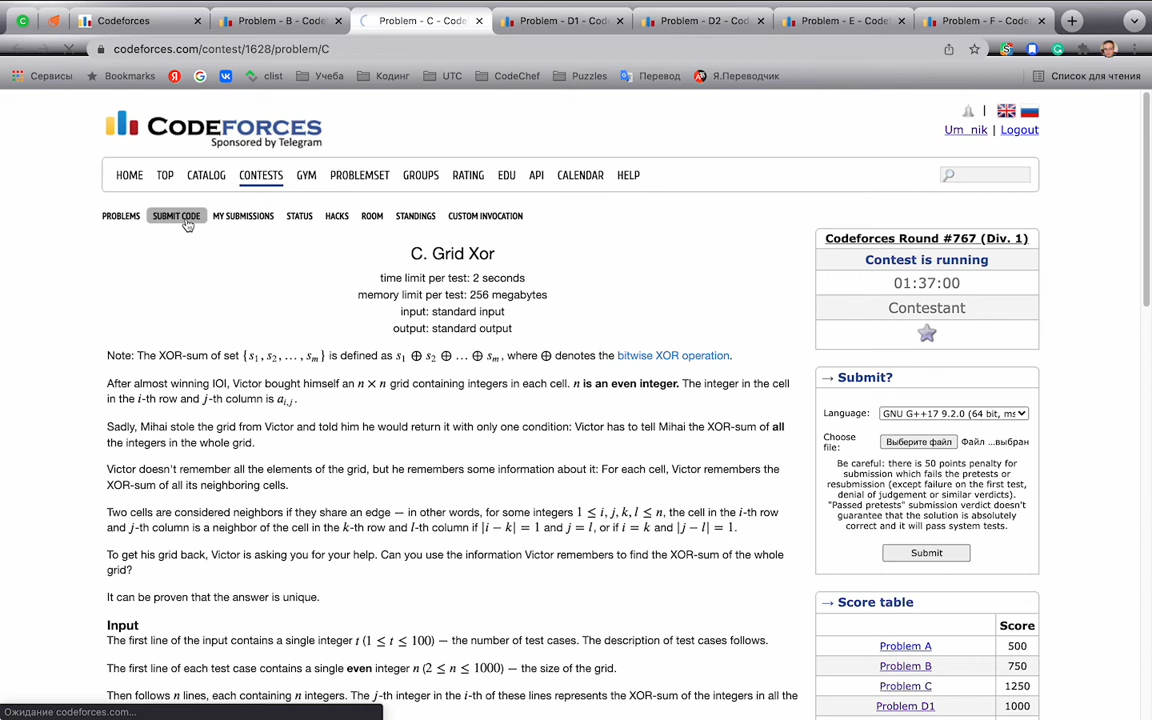 Codeforces
Problem - B - Code
Problem - C - Code
Problem - D1 - Cod
Problem - D2 - Cod
Problem - E - Code
Problem - F - Code
codeforces.com/contest/1628/problem/C
Сервисы Bookmarks clist Учеба Кодинг UTC CodeChef Puzzles Перевод Я.Переводчик Список для чтения
CODEFORCES
Sponsored by Telegram
Um_nik | Logout
HOME TOP CATALOG CONTESTS GYM PROBLEMSET GROUPS RATING EDU API CALENDAR HELP
PROBLEMS SUBMIT CODE MY SUBMISSIONS STATUS HACKS ROOM STANDINGS CUSTOM INVOCATION
C. Grid Xor
time limit per test: 2 seconds
memory limit per test: 256 megabytes
input: standard input
output: standard output
Note: The XOR-sum of set {s₁, s₂, … , sₘ} is defined as s₁ ⊕ s₂ ⊕ … ⊕ sₘ, where ⊕ denotes the bitwise XOR operation.
After almost winning IOI, Victor bought himself an n × n grid containing integers in each cell. n is an even integer. The integer in the cell
in the i-th row and j-th column is aᵢ,ⱼ.
Sadly, Mihai stole the grid from Victor and told him he would return it with only one condition: Victor has to tell Mihai the XOR-sum of all
the integers in the whole grid.
Victor doesn't remember all the elements of the grid, but he remembers some information about it: For each cell, Victor remembers the
XOR-sum of all its neighboring cells.
Two cells are considered neighbors if they share an edge — in other words, for some integers 1 ≤ i, j, k, l ≤ n, the cell in the i-th row
and j-th column is a neighbor of the cell in the k-th row and l-th column if |i − k| = 1 and j = l, or if i = k and |j − l| = 1.
To get his grid back, Victor is asking you for your help. Can you use the information Victor remembers to find the XOR-sum of the whole
grid?
It can be proven that the answer is unique.
Input
The first line of the input contains a single integer t (1 ≤ t ≤ 100) — the number of test cases. The description of test cases follows.
The first line of each test case contains a single even integer n (2 ≤ n ≤ 1000) — the size of the grid.
Then follows n lines, each containing n integers. The j-th integer in the i-th of these lines represents the XOR-sum of the integers in all the
Codeforces Round #767 (Div. 1)
Contest is running
01:37:00
Contestant
→ Submit?
Language: GNU G++17 9.2.0 (64 bit, ms
Choose
file: Выберите файл Файл ...выбран
Be careful: there is 50 points penalty for
submission which fails the pretests or
resubmission (except failure on the first test,
denial of judgement or similar verdicts).
"Passed pretests" submission verdict doesn't
guarantee that the solution is absolutely
correct and it will pass system tests.
Submit
→ Score table
Score
Problem A 500
Problem B 750
Problem C 1250
Problem D1 1000
Ожидание codeforces.com...